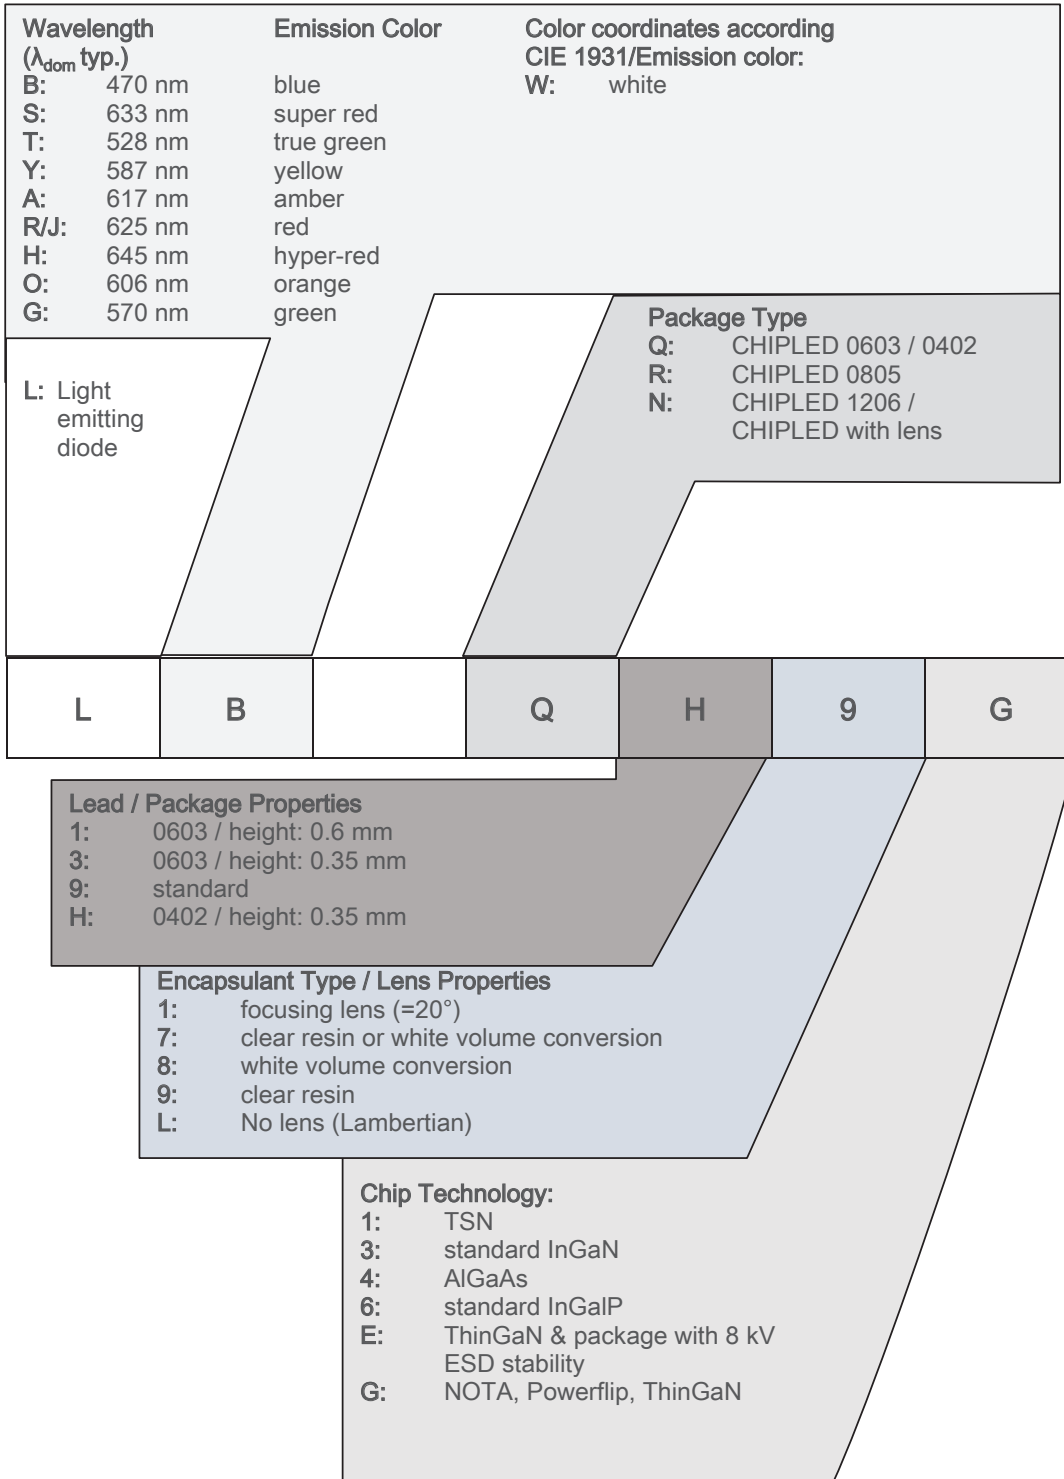 Wavelength Emission Color Color coordinates according
(λdom typ.) CIE 1931/Emission color:
B: 470 nm blue W: white
S: 633 nm super red
T: 528 nm true green
Y: 587 nm yellow
A: 617 nm amber
R/J: 625 nm red
H: 645 nm hyper-red
O: 606 nm orange
G: 570 nm green
Package Type
Q: CHIPLED 0603 / 0402
R: CHIPLED 0805
N: CHIPLED 1206 /
CHIPLED with lens
L: Light
emitting
diode
L B Q H 9 G
Lead / Package Properties
1: 0603 / height: 0.6 mm
3: 0603 / height: 0.35 mm
9: standard
H: 0402 / height: 0.35 mm
Encapsulant Type / Lens Properties
1: focusing lens (=20°)
7: clear resin or white volume conversion
8: white volume conversion
9: clear resin
L: No lens (Lambertian)
Chip Technology:
1: TSN
3: standard InGaN
4: AlGaAs
6: standard InGalP
E: ThinGaN & package with 8 kV
ESD stability
G: NOTA, Powerflip, ThinGaN